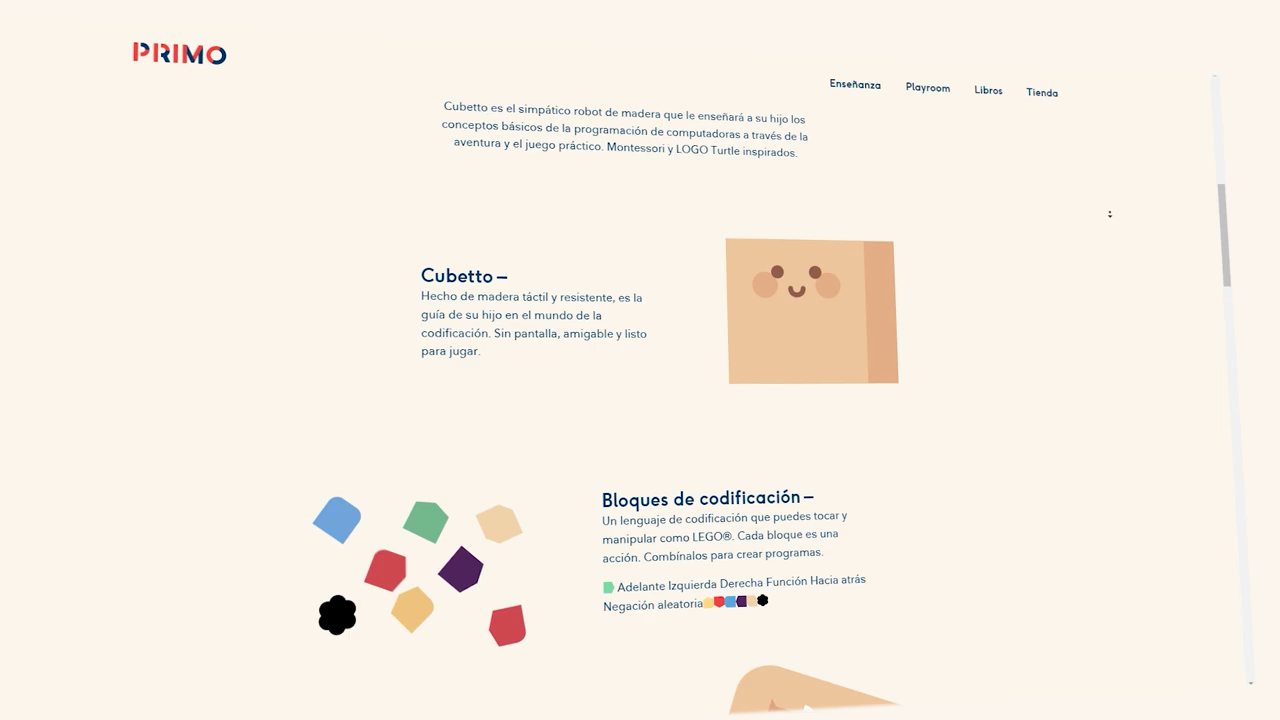 PRIMO
Enseñanza Playroom Libros Tienda
Cubetto es el simpático robot de madera que le enseñará a su hijo los
conceptos básicos de la programación de computadoras a través de la
aventura y el juego práctico. Montessori y LOGO Turtle inspirados.
Cubetto –
Hecho de madera táctil y resistente, es la
guía de su hijo en el mundo de la
codificación. Sin pantalla, amigable y listo
para jugar.
Bloques de codificación –
Un lenguaje de codificación que puedes tocar y
manipular como LEGO®. Cada bloque es una
acción. Combínalos para crear programas.
Adelante Izquierda Derecha Función Hacia atrás
Negación aleatoria